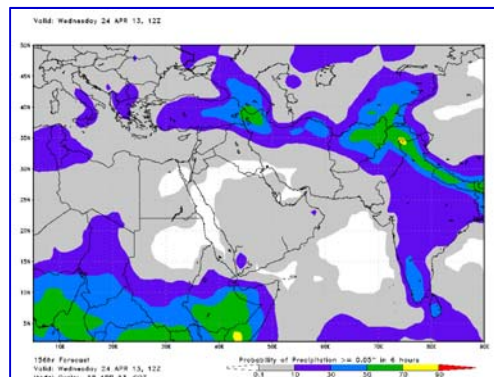 Valid: Wednesday 24 APR 13, 12Z
50N
45N
40N
35N
30N
25N
20N
15N
10N
5N
10E 20E 30E 40E 50E 60E 70E 80E 90E
156hr Forecast
Probability of Precipitation >= 0.05" in 6 hours
Valid: Wednesday 24 APR 13, 12Z
0.1 10 30 50 70 90